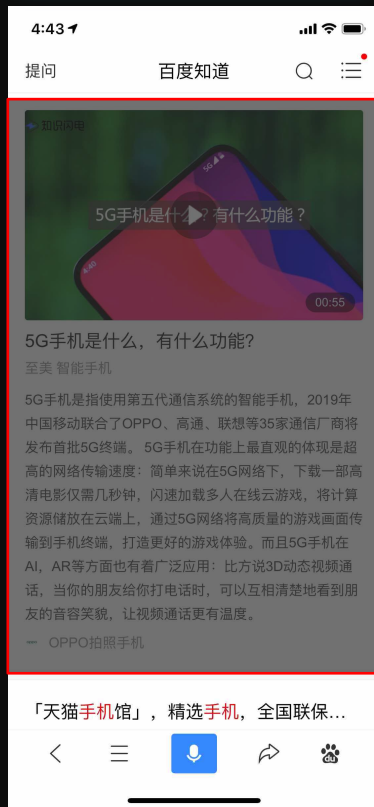 4:43
提问
百度知道
知识闪电
5G
5G手机是什么？有什么功能？
4:40
00:55
5G手机是什么，有什么功能?
至美 智能手机
5G手机是指使用第五代通信系统的智能手机，2019年
中国移动联合了OPPO、高通、联想等35家通信厂商将
发布首批5G终端。 5G手机在功能上最直观的体现是超
高的网络传输速度：简单来说在5G网络下，下载一部高
清电影仅需几秒钟，闪速加载多人在线云游戏，将计算
资源储放在云端上，通过5G网络将高质量的游戏画面传
输到手机终端，打造更好的游戏体验。而且5G手机在
AI，AR等方面也有着广泛应用：比方说3D动态视频通
话，当你的朋友给你打电话时，可以互相清楚地看到朋
友的音容笑貌，让视频通话更有温度。
OPPO拍照手机
「天猫手机馆」，精选手机，全国联保...
du